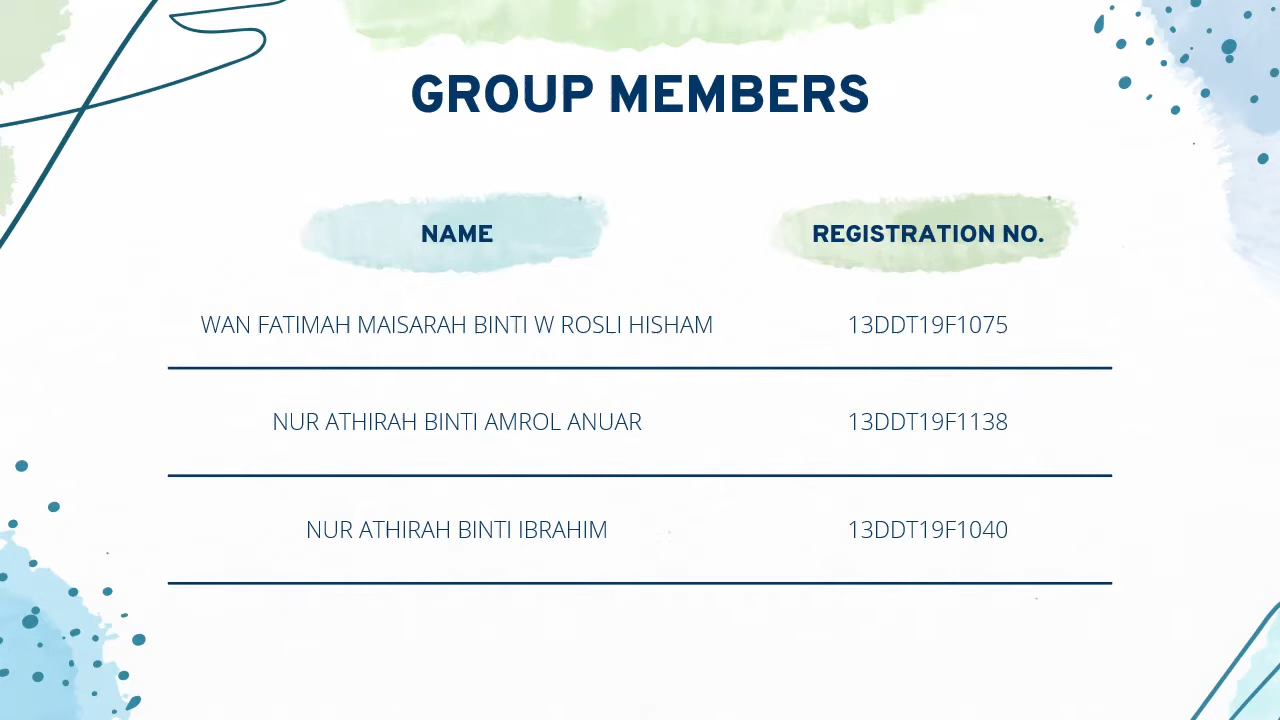 GROUP MEMBERS
NAME REGISTRATION NO.
WAN FATIMAH MAISARAH BINTI W ROSLI HISHAM 13DDT19F1075
NUR ATHIRAH BINTI AMROL ANUAR 13DDT19F1138
NUR ATHIRAH BINTI IBRAHIM 13DDT19F1040